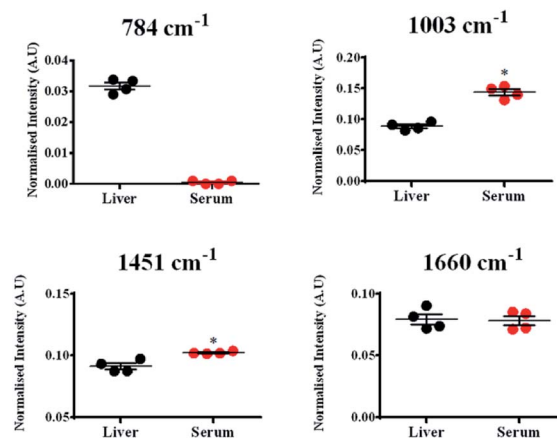 784 cm-1
Normalised Intensity (A.U)
0.04
0.03
0.02
0.01
0.00
Liver Serum
1003 cm-1
Normalised Intensity (A.U)
0.20
*
0.15
0.10
0.05
0.00
Liver Serum
1451 cm-1
Normalised Intensity (A.U)
0.15
*
0.10
0.05
Liver Serum
1660 cm-1
Normalised Intensity (A.U)
0.10
0.05
0.00
Liver Serum